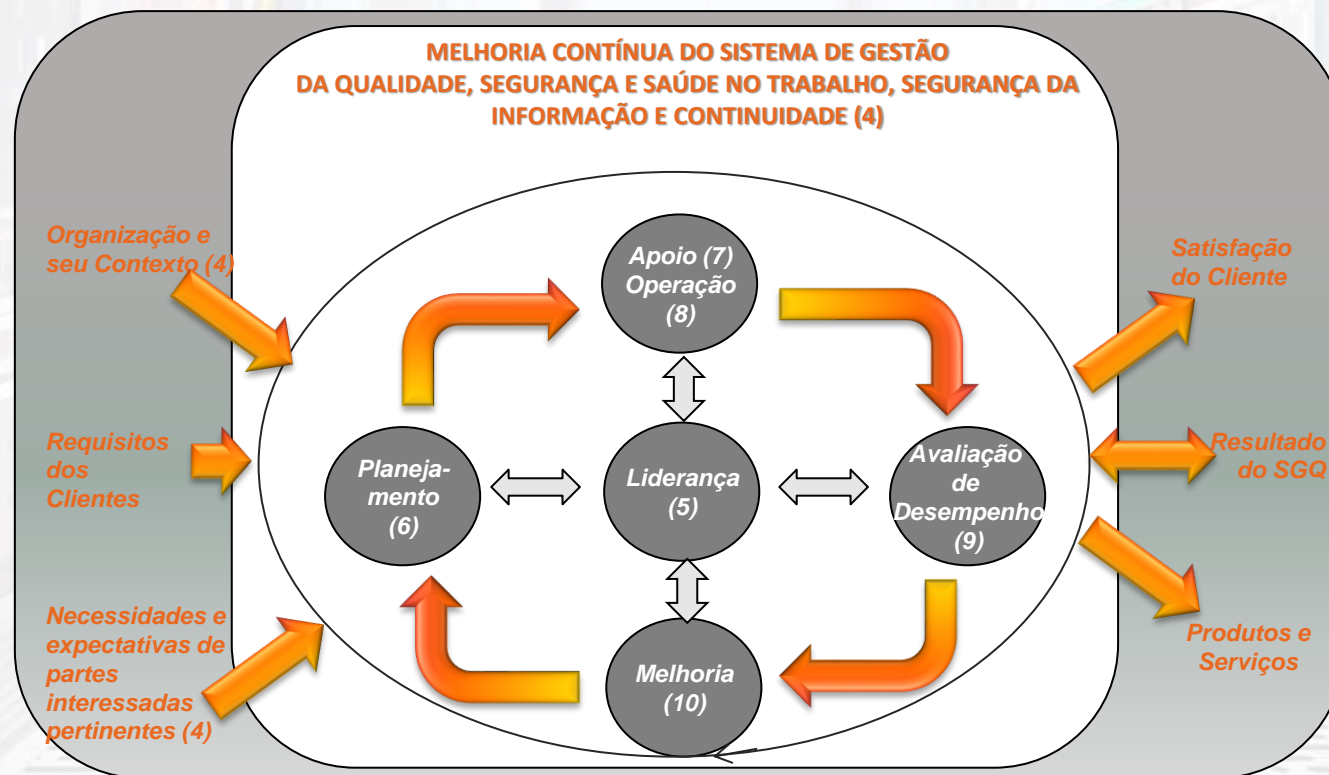 MELHORIA CONTÍNUA DO SISTEMA DE GESTÃO
DA QUALIDADE, SEGURANÇA E SAÚDE NO TRABALHO, SEGURANÇA DA
INFORMAÇÃO E CONTINUIDADE (4)
Organização e
seu Contexto (4)
Requisitos
dos
Clientes
Necessidades e
expectativas de
partes
interessadas
pertinentes (4)
Apoio (7)
Operação
(8)
Planeja-
mento
(6)
Liderança
(5)
Avaliação
de
Desempenho
(9)
Melhoria
(10)
Satisfação
do Cliente
Resultado
do SGQ
Produtos e
Serviços